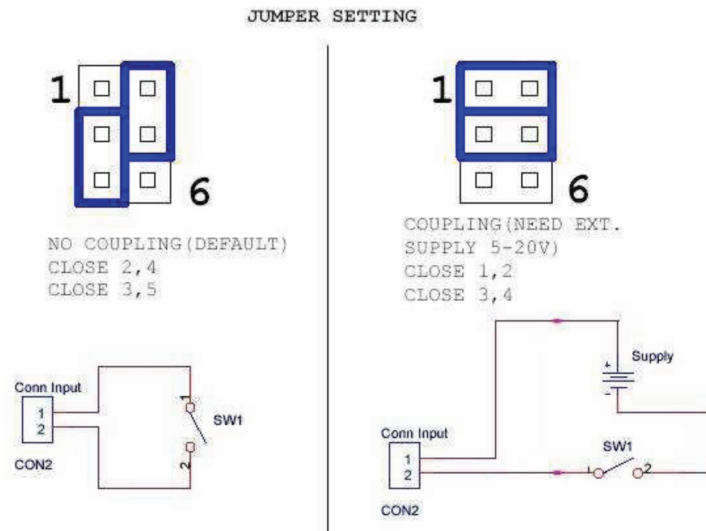 JUMPER SETTING
1
6
NO COUPLING(DEFAULT)
CLOSE 2,4
CLOSE 3,5
Conn Input
1
2
CON2
1
SW1
2
1
6
COUPLING(NEED EXT.
SUPPLY 5-20V)
CLOSE 1,2
CLOSE 3,4
+
Supply
-
Conn Input
1
2
CON2
SW1
1
2